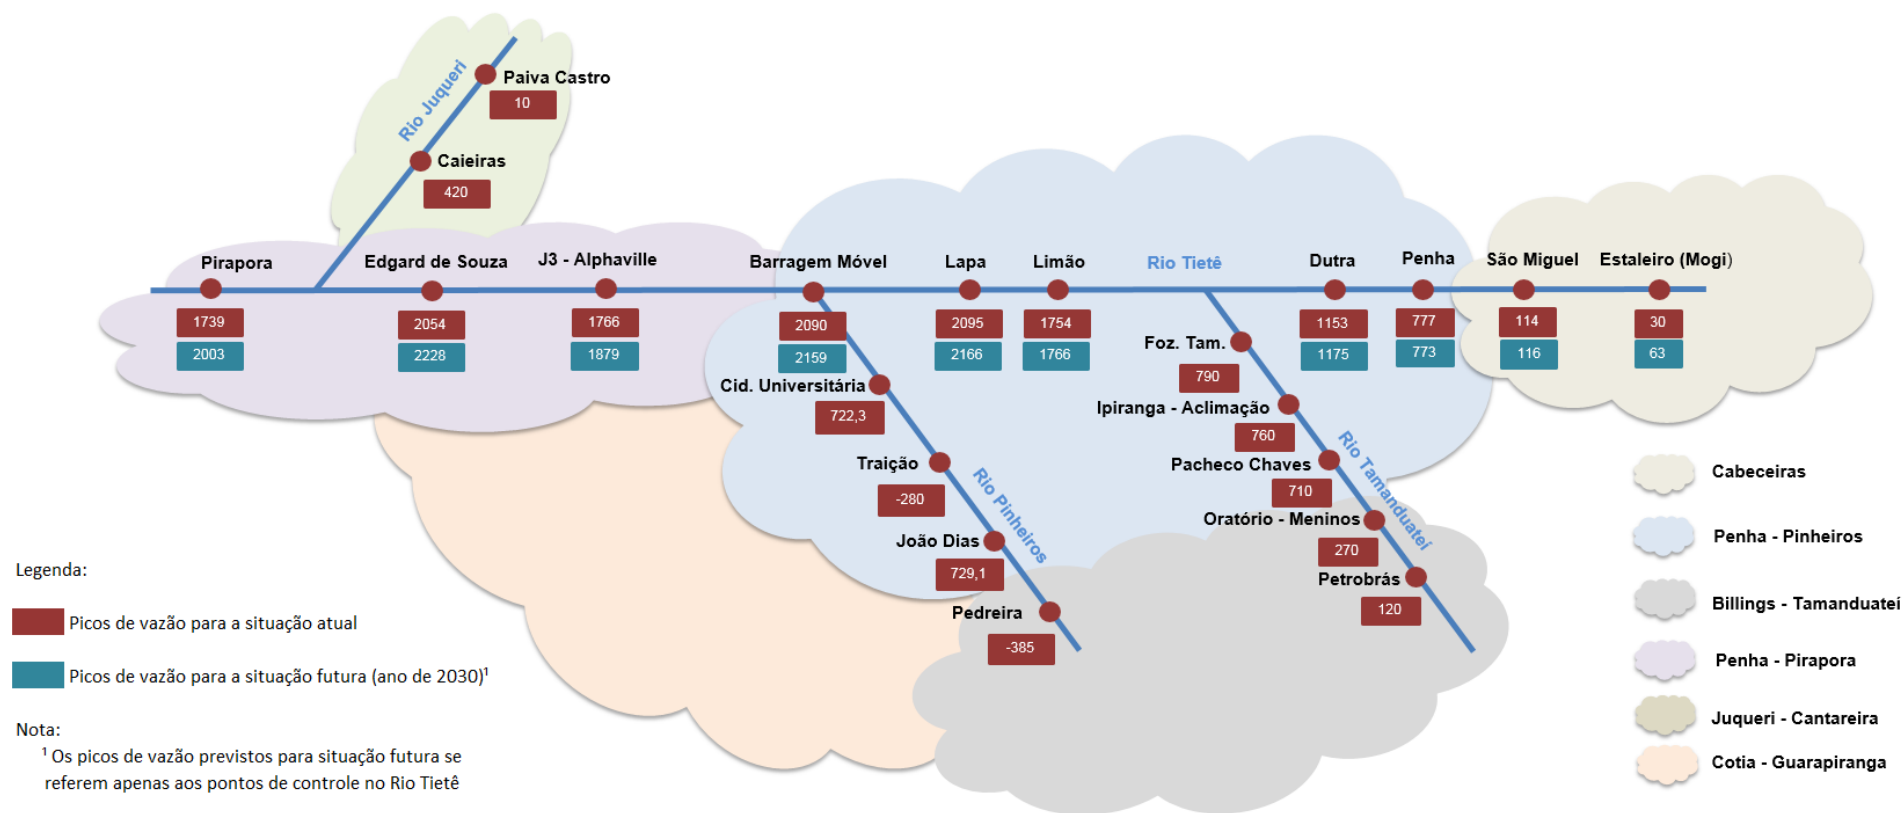 Paiva Castro
10
Rio Juqueri
Caieiras
420
Pirapora
1739
2003
Edgard de Souza
2054
2228
J3 - Alphaville
1766
1879
Barragem Móvel
2090
2159
Lapa
2095
2166
Limão
1754
1766
Rio Tietê
Dutra
1153
1175
Penha
777
773
São Miguel
114
116
Estaleiro (Mogi)
30
63
Cid. Universitária
722,3
Traição
-280
João Dias
729,1
Pedreira
-385
Rio Pinheiros
Foz. Tam.
790
Ipiranga - Aclimação
760
Pacheco Chaves
710
Oratório - Meninos
270
Petrobrás
120
Rio Tamanduateí
Legenda:
Picos de vazão para a situação atual
Picos de vazão para a situação futura (ano de 2030)¹
Nota:
¹ Os picos de vazão previstos para situação futura se
referem apenas aos pontos de controle no Rio Tietê
Cabeceiras
Penha - Pinheiros
Billings - Tamanduateí
Penha - Pirapora
Juqueri - Cantareira
Cotia - Guarapiranga